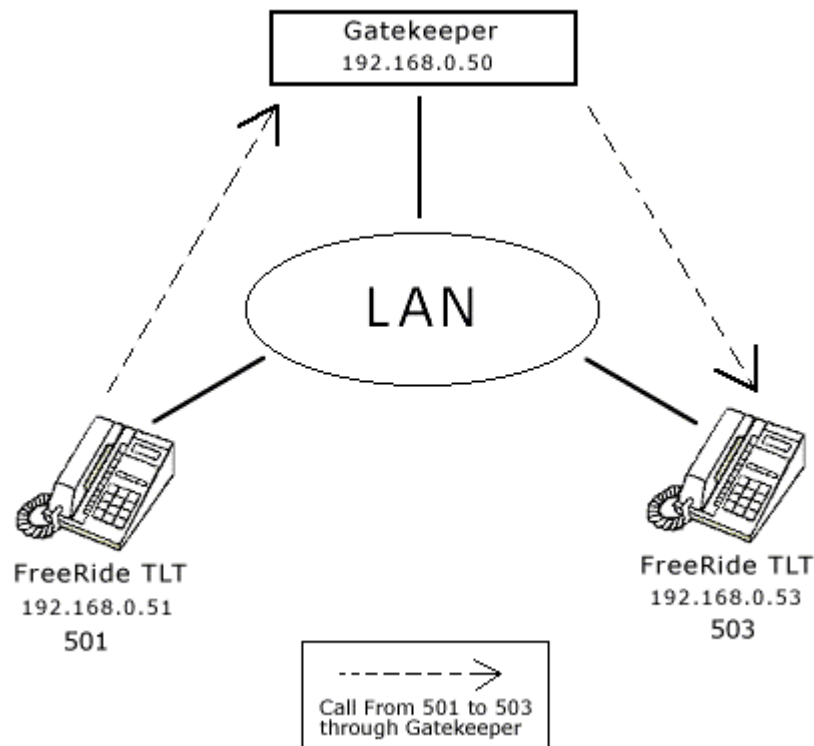 Gatekeeper
192.168.0.50
LAN
FreeRide TLT
192.168.0.51
501
FreeRide TLT
192.168.0.53
503
Call From 501 to 503
through Gatekeeper